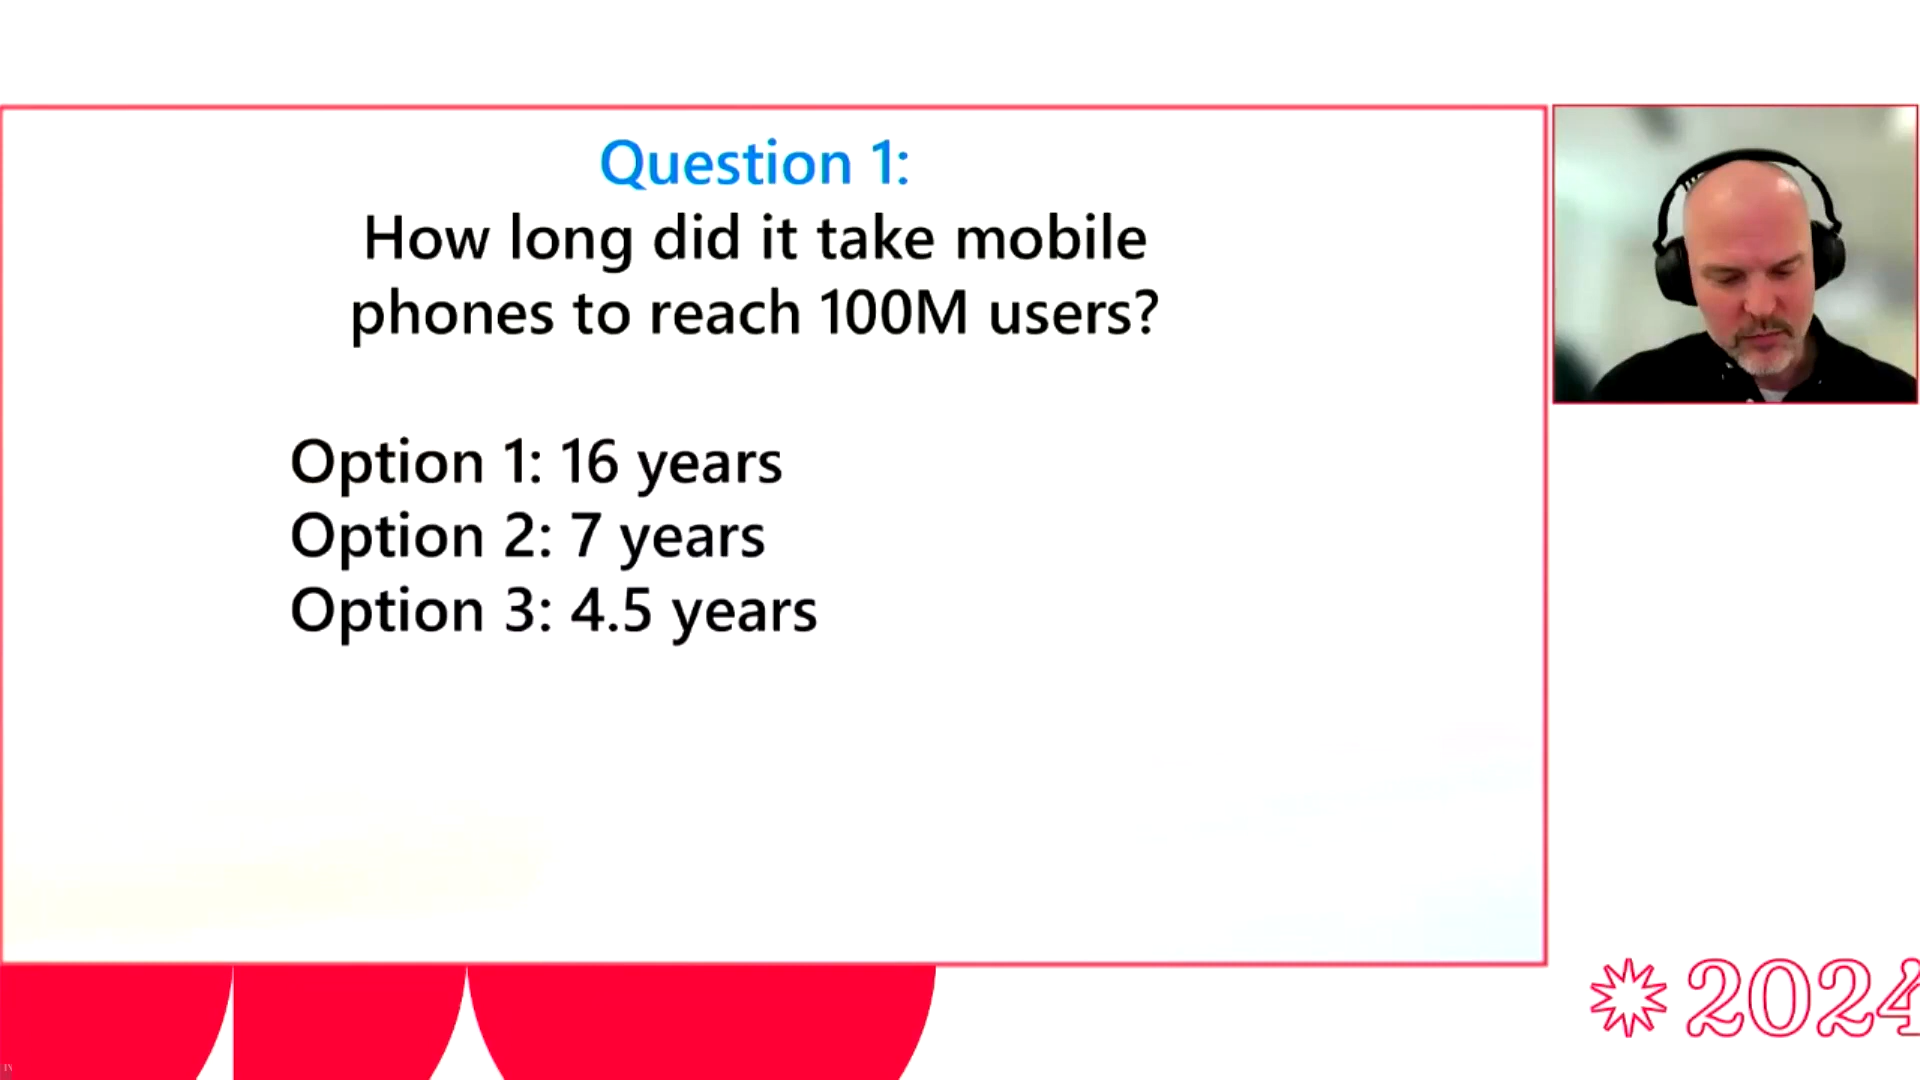 Question 1:
How long did it take mobile
phones to reach 100M users?
Option 1: 16 years
Option 2: 7 years
Option 3: 4.5 years
2024